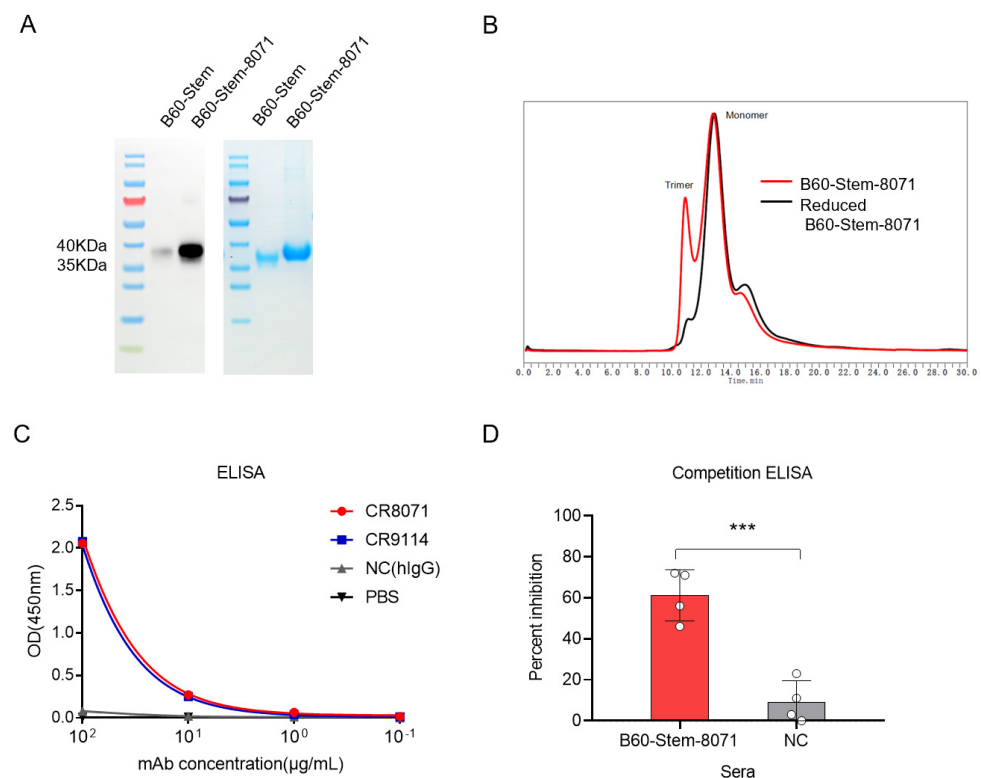 A
B60-Stem
B60-Stem-8071
B60-Stem
B60-Stem-8071
40KDa
35KDa
B
Monomer
Trimer
B60-Stem-8071
Reduced
B60-Stem-8071
0.0 2.0 4.0 6.0 8.0 10.0 12.0 14.0 16.0 18.0 20.0 22.0 24.0 26.0 28.0 30.0
Time,min
C
ELISA
2.5
2.0
1.5
1.0
0.5
0.0
OD(450nm)
10² 10¹ 10⁰ 10⁻¹
mAb concentration(µg/mL)
CR8071
CR9114
NC(hIgG)
PBS
D
Competition ELISA
100
80
60
40
20
0
Percent inhibition
***
B60-Stem-8071 NC
Sera